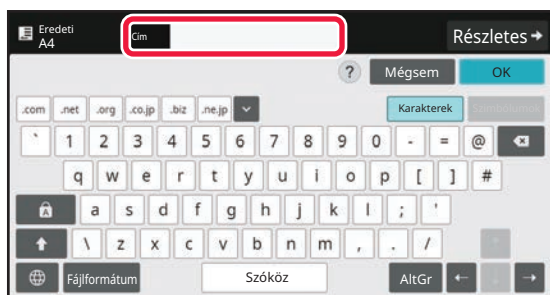 Eredeti
A4
Cím
Részletes
? Mégsem OK
.com .net .org .co.jp .biz .ne.jp Karakterek Szimbólumok
` 1 2 3 4 5 6 7 8 9 0 - = @
q w e r t y u i o p [ ] #
A a s d f g h j k l ; '
\ z x c v b n m , . /
Fájlformátum Szóköz AltGr